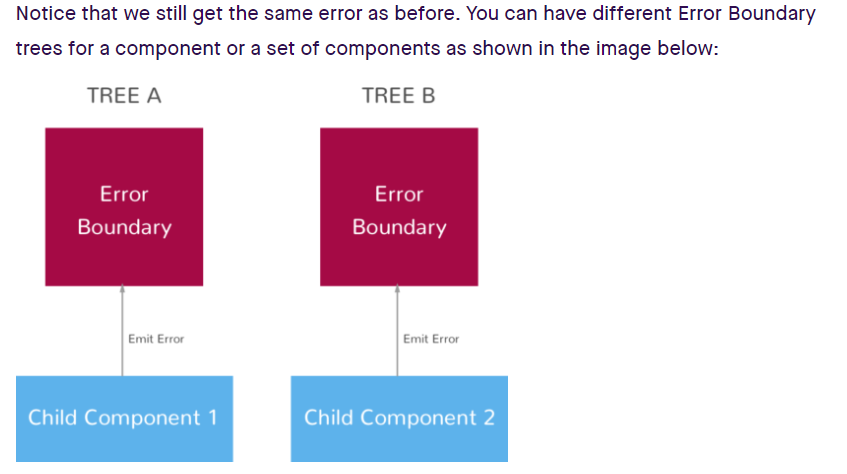 Notice that we still get the same error as before. You can have different Error Boundary
trees for a component or a set of components as shown in the image below:
TREE A
TREE B
Error
Boundary
Error
Boundary
Emit Error
Emit Error
Child Component 1
Child Component 2